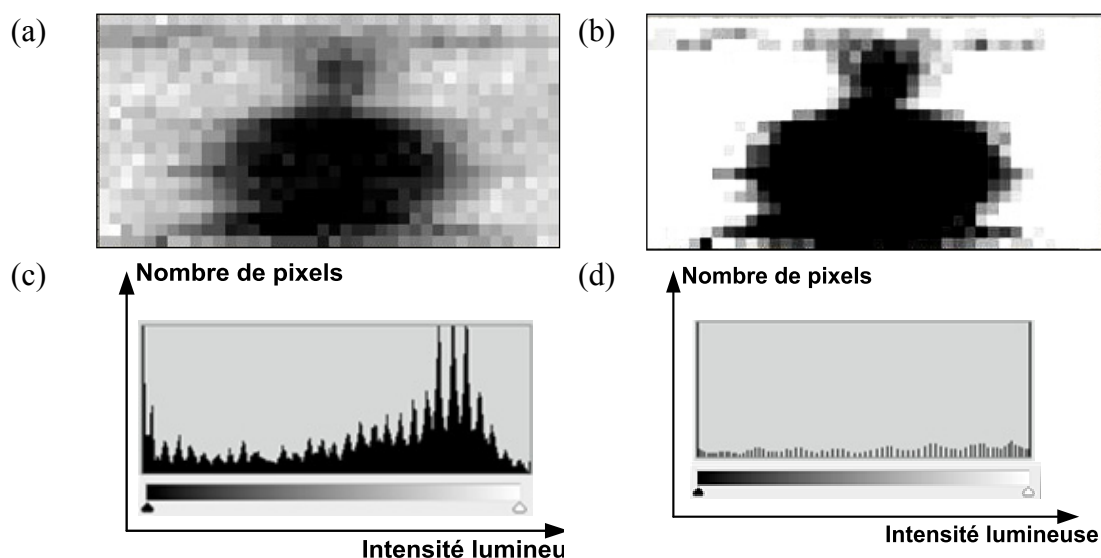 (a)
(b)
(c)
Nombre de pixels
(d)
Nombre de pixels
Intensité lumineu
Intensité lumineuse